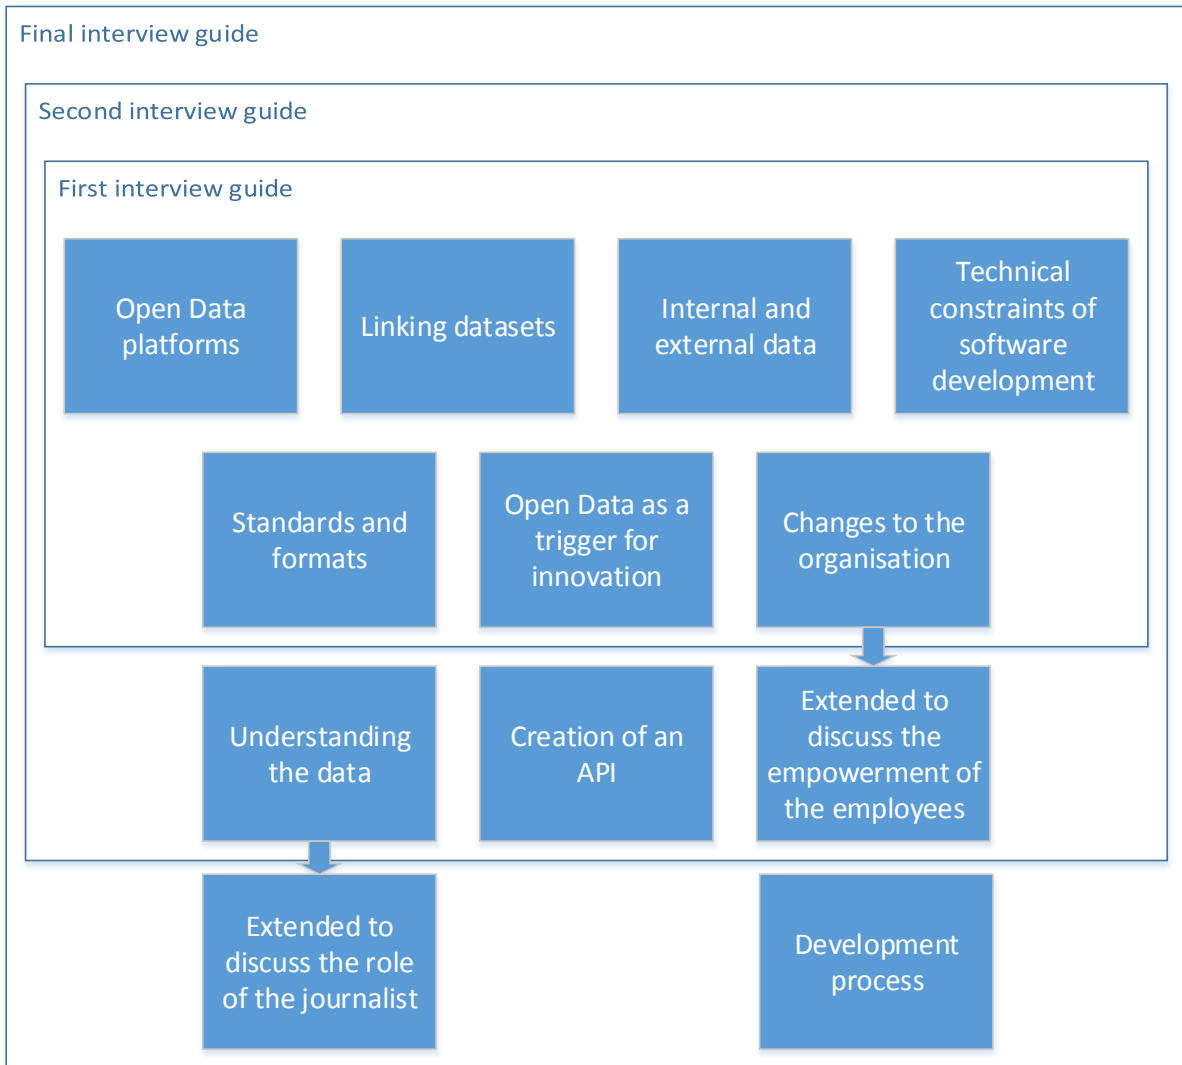 Final interview guide
Second interview guide
First interview guide
Open Data
platforms
Linking datasets
Internal and
external data
Technical
constraints of
software
development
Standards and
formats
Open Data as a
trigger for
innovation
Changes to the
organisation
Understanding
the data
Creation of an
API
Extended to
discuss the
empowerment of
the employees
Extended to
discuss the role
of the journalist
Development
process